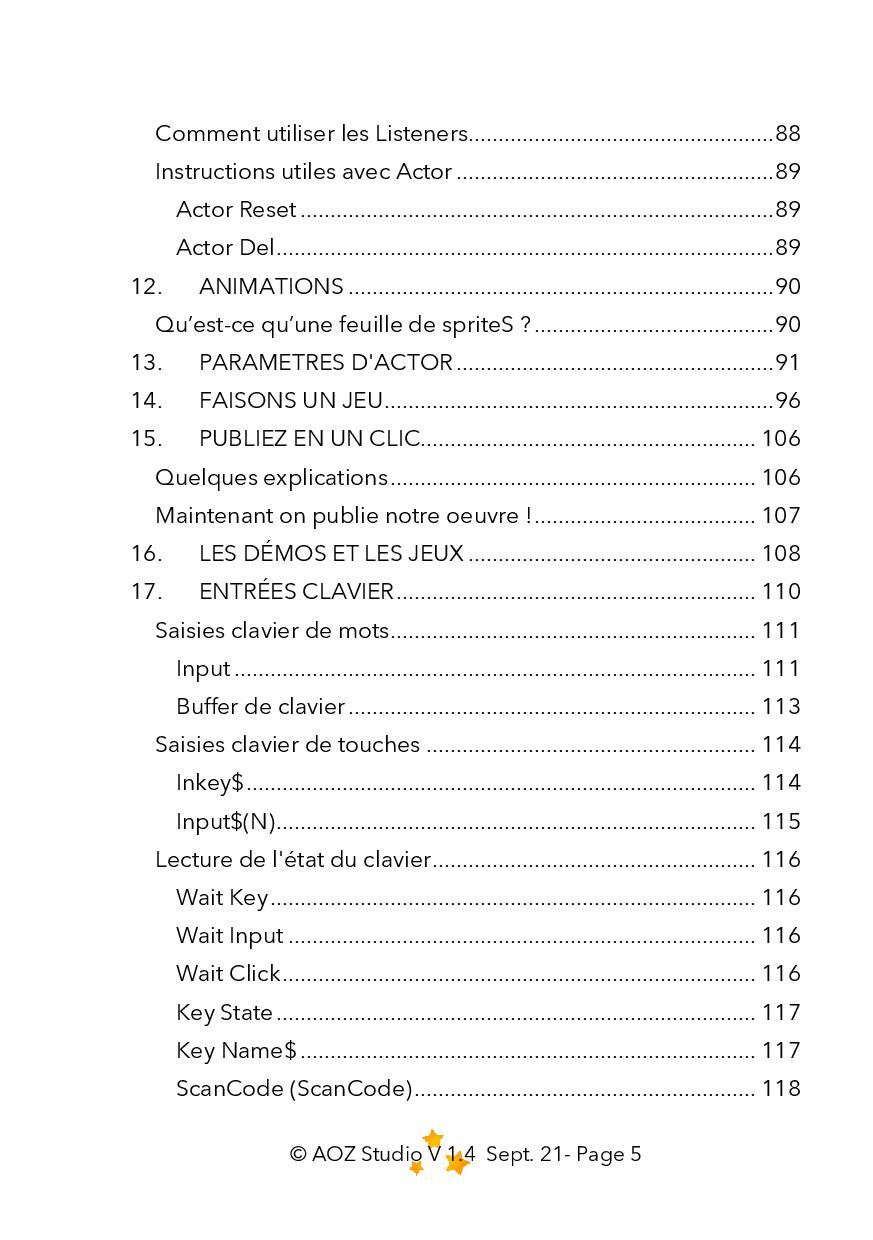 Comment utiliser les Listeners...................................................88
Instructions utiles avec Actor .....................................................89
Actor Reset ...............................................................................89
Actor Del...................................................................................89
12. ANIMATIONS .......................................................................90
Qu’est-ce qu’une feuille de spriteS ? ........................................90
13. PARAMETRES D'ACTOR .....................................................91
14. FAISONS UN JEU.................................................................96
15. PUBLIEZ EN UN CLIC........................................................ 106
Quelques explications ............................................................. 106
Maintenant on publie notre oeuvre ! ..................................... 107
16. LES DÉMOS ET LES JEUX ................................................ 108
17. ENTRÉES CLAVIER............................................................ 110
Saisies clavier de mots............................................................. 111
Input ....................................................................................... 111
Buffer de clavier .................................................................... 113
Saisies clavier de touches ....................................................... 114
Inkey$ ..................................................................................... 114
Input$(N)................................................................................ 115
Lecture de l'état du clavier...................................................... 116
Wait Key ................................................................................. 116
Wait Input .............................................................................. 116
Wait Click............................................................................... 116
Key State ................................................................................ 117
Key Name$ ............................................................................ 117
ScanCode (ScanCode)......................................................... 118
© AOZ Studio V 1.4 Sept. 21- Page 5